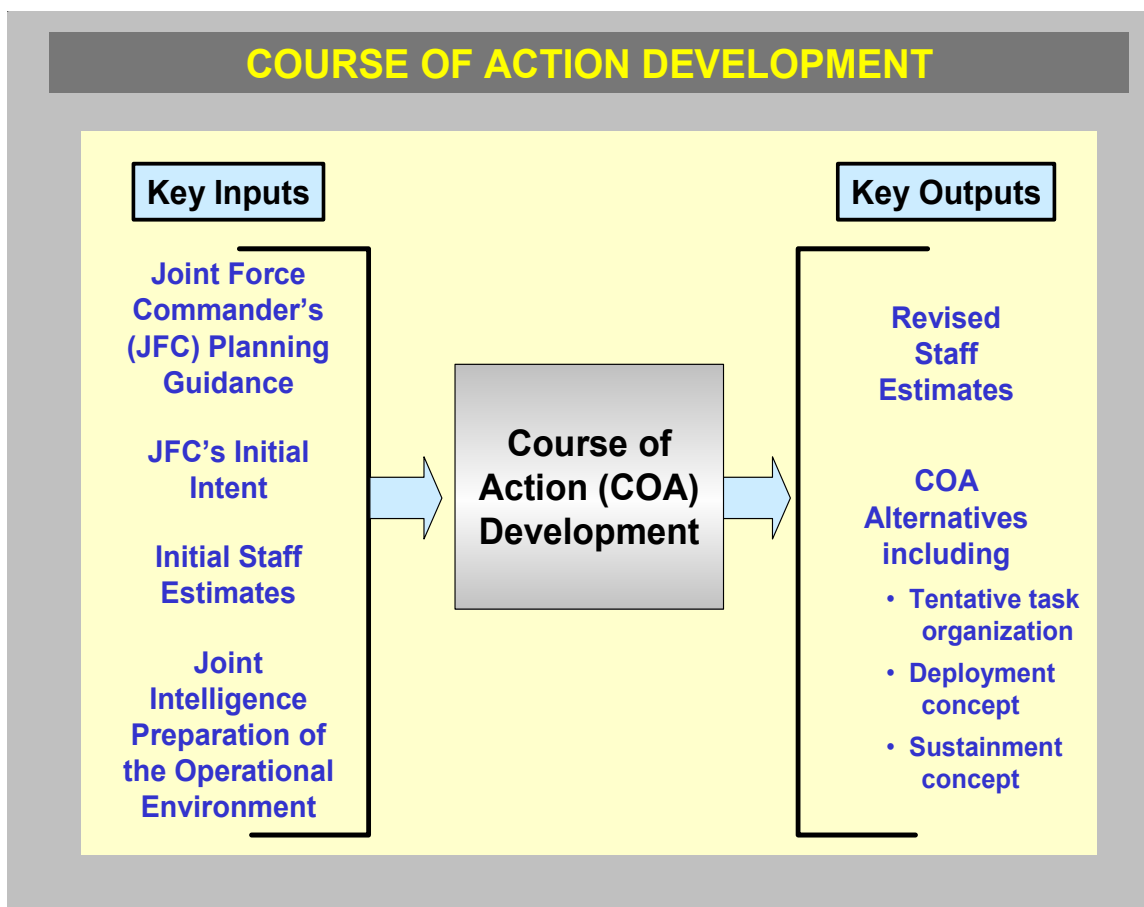 COURSE OF ACTION DEVELOPMENT
Key Inputs
Joint Force
Commander’s
(JFC) Planning
Guidance
JFC’s Initial
Intent
Initial Staff
Estimates
Joint
Intelligence
Preparation of
the Operational
Environment
Course of
Action (COA)
Development
Key Outputs
Revised
Staff
Estimates
COA
Alternatives
including
• Tentative task
organization
• Deployment
concept
• Sustainment
concept